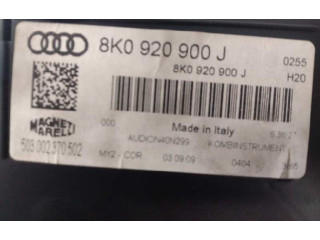 8K0 920 900 J
0255
8K0 920 900 J
H20
MAGNETI
MARELLI
000
Made in Italy
AUDICN40N299
KOMBIINSTRUMENT
503 002 370 502
MY2 - COR
03 09 09
0404